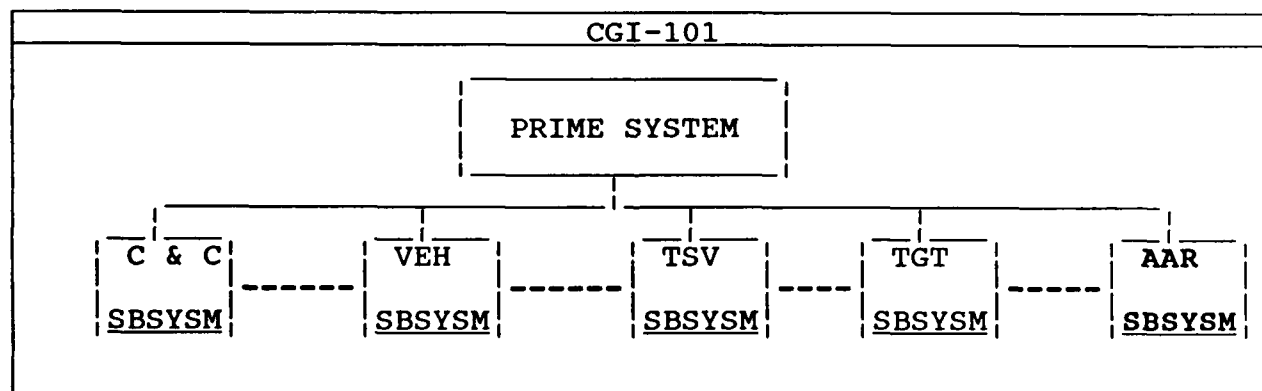 CGI-101
PRIME SYSTEM
C & C VEH TSV TGT AAR
SBSYSM SBSYSM SBSYSM SBSYSM SBSYSM